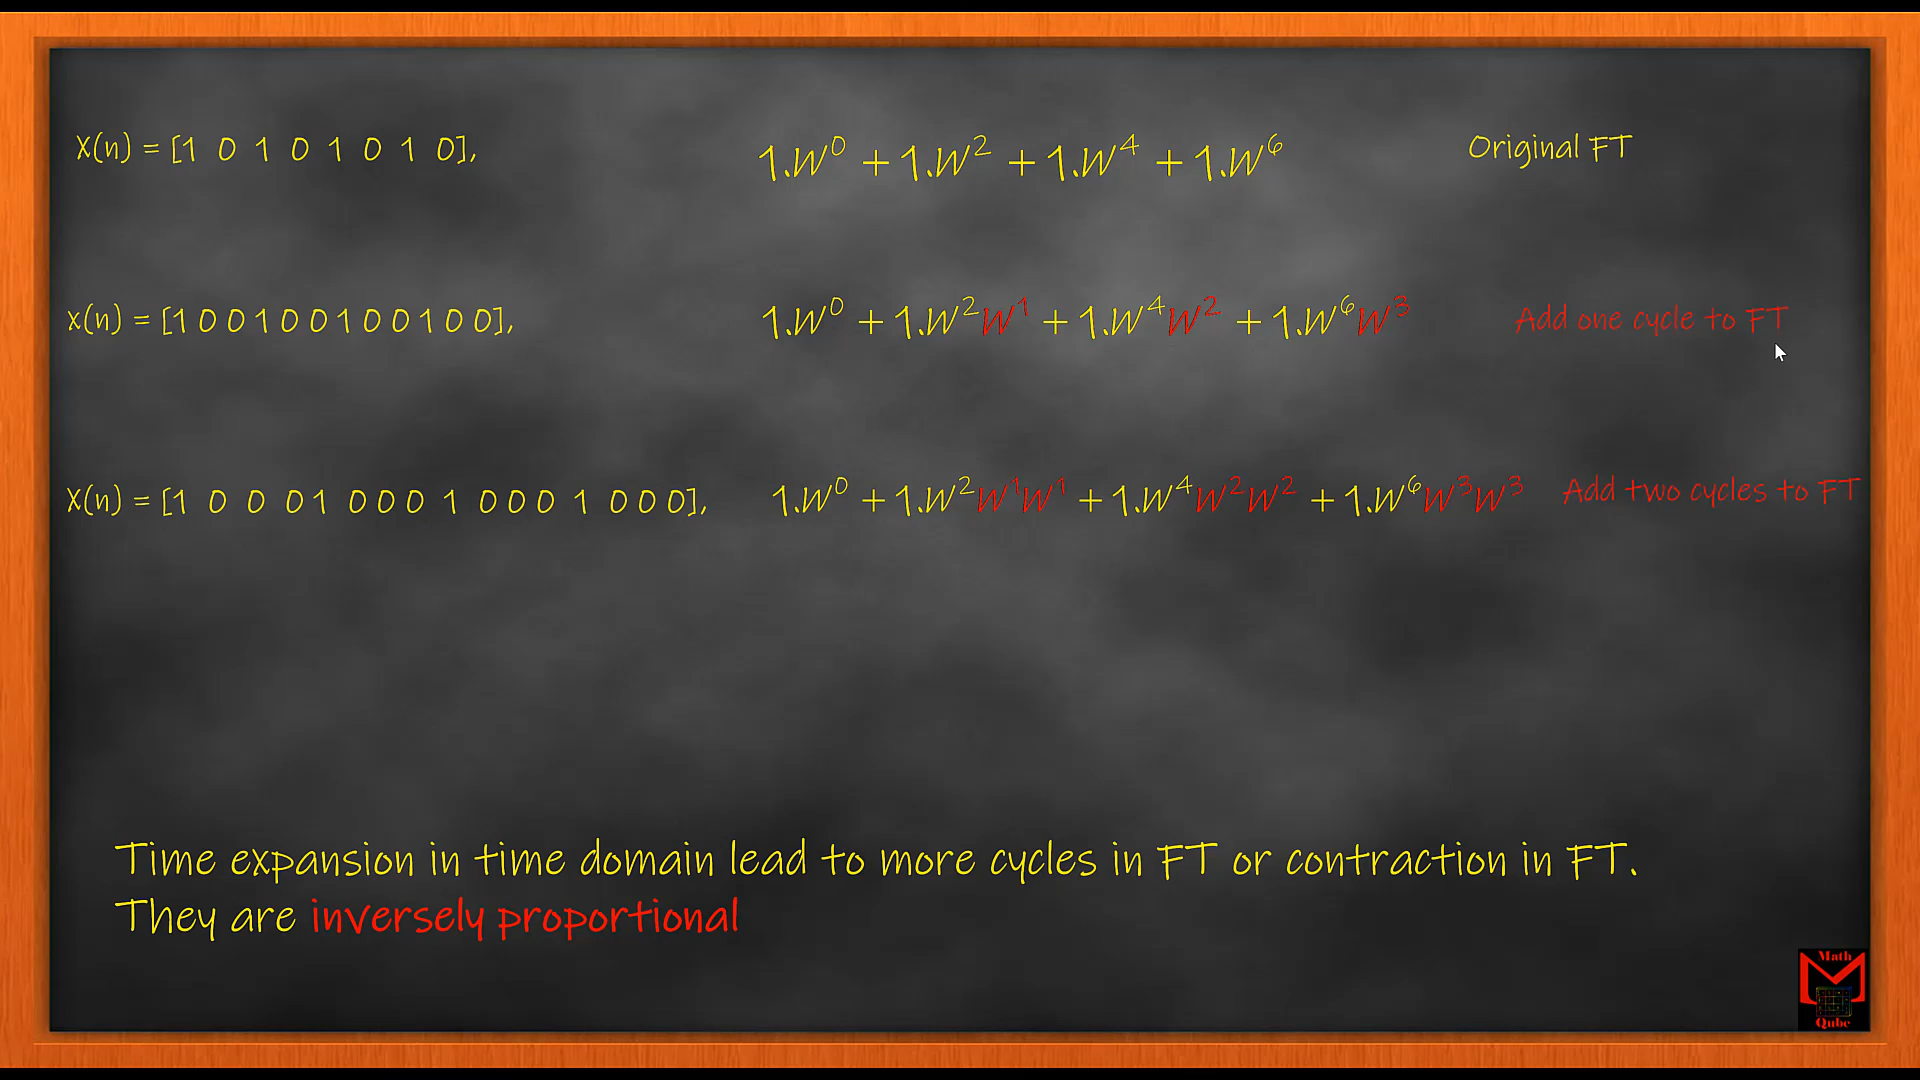 X(n) = [1 0 1 0 1 0 1 0], 1.W⁰ + 1.W² + 1.W⁴ + 1.W⁶ Original FT
x(n) = [1 0 0 1 0 0 1 0 0 1 0 0], 1.W⁰ + 1.W²W¹ + 1.W⁴W² + 1.W⁶W³ Add one cycle to FT
X(n) = [1 0 0 0 1 0 0 0 1 0 0 0 1 0 0 0], 1.W⁰ + 1.W²W¹W¹ + 1.W⁴W²W² + 1.W⁶W³W³ Add two cycles to FT
Time expansion in time domain lead to more cycles in FT or contraction in FT.
They are inversely proportional
Math
Qube